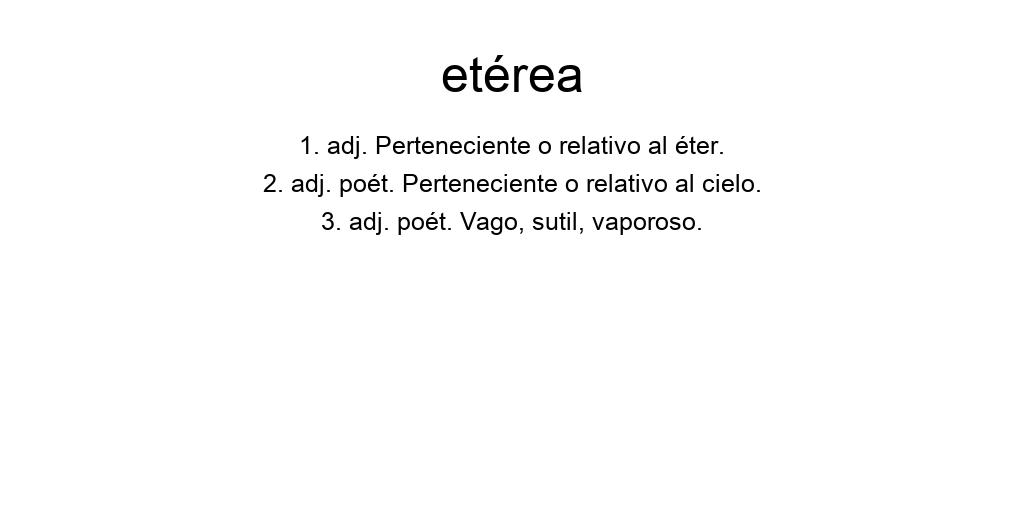 etérea
1. adj. Perteneciente o relativo al éter.
2. adj. poét. Perteneciente o relativo al cielo.
3. adj. poét. Vago, sutil, vaporoso.